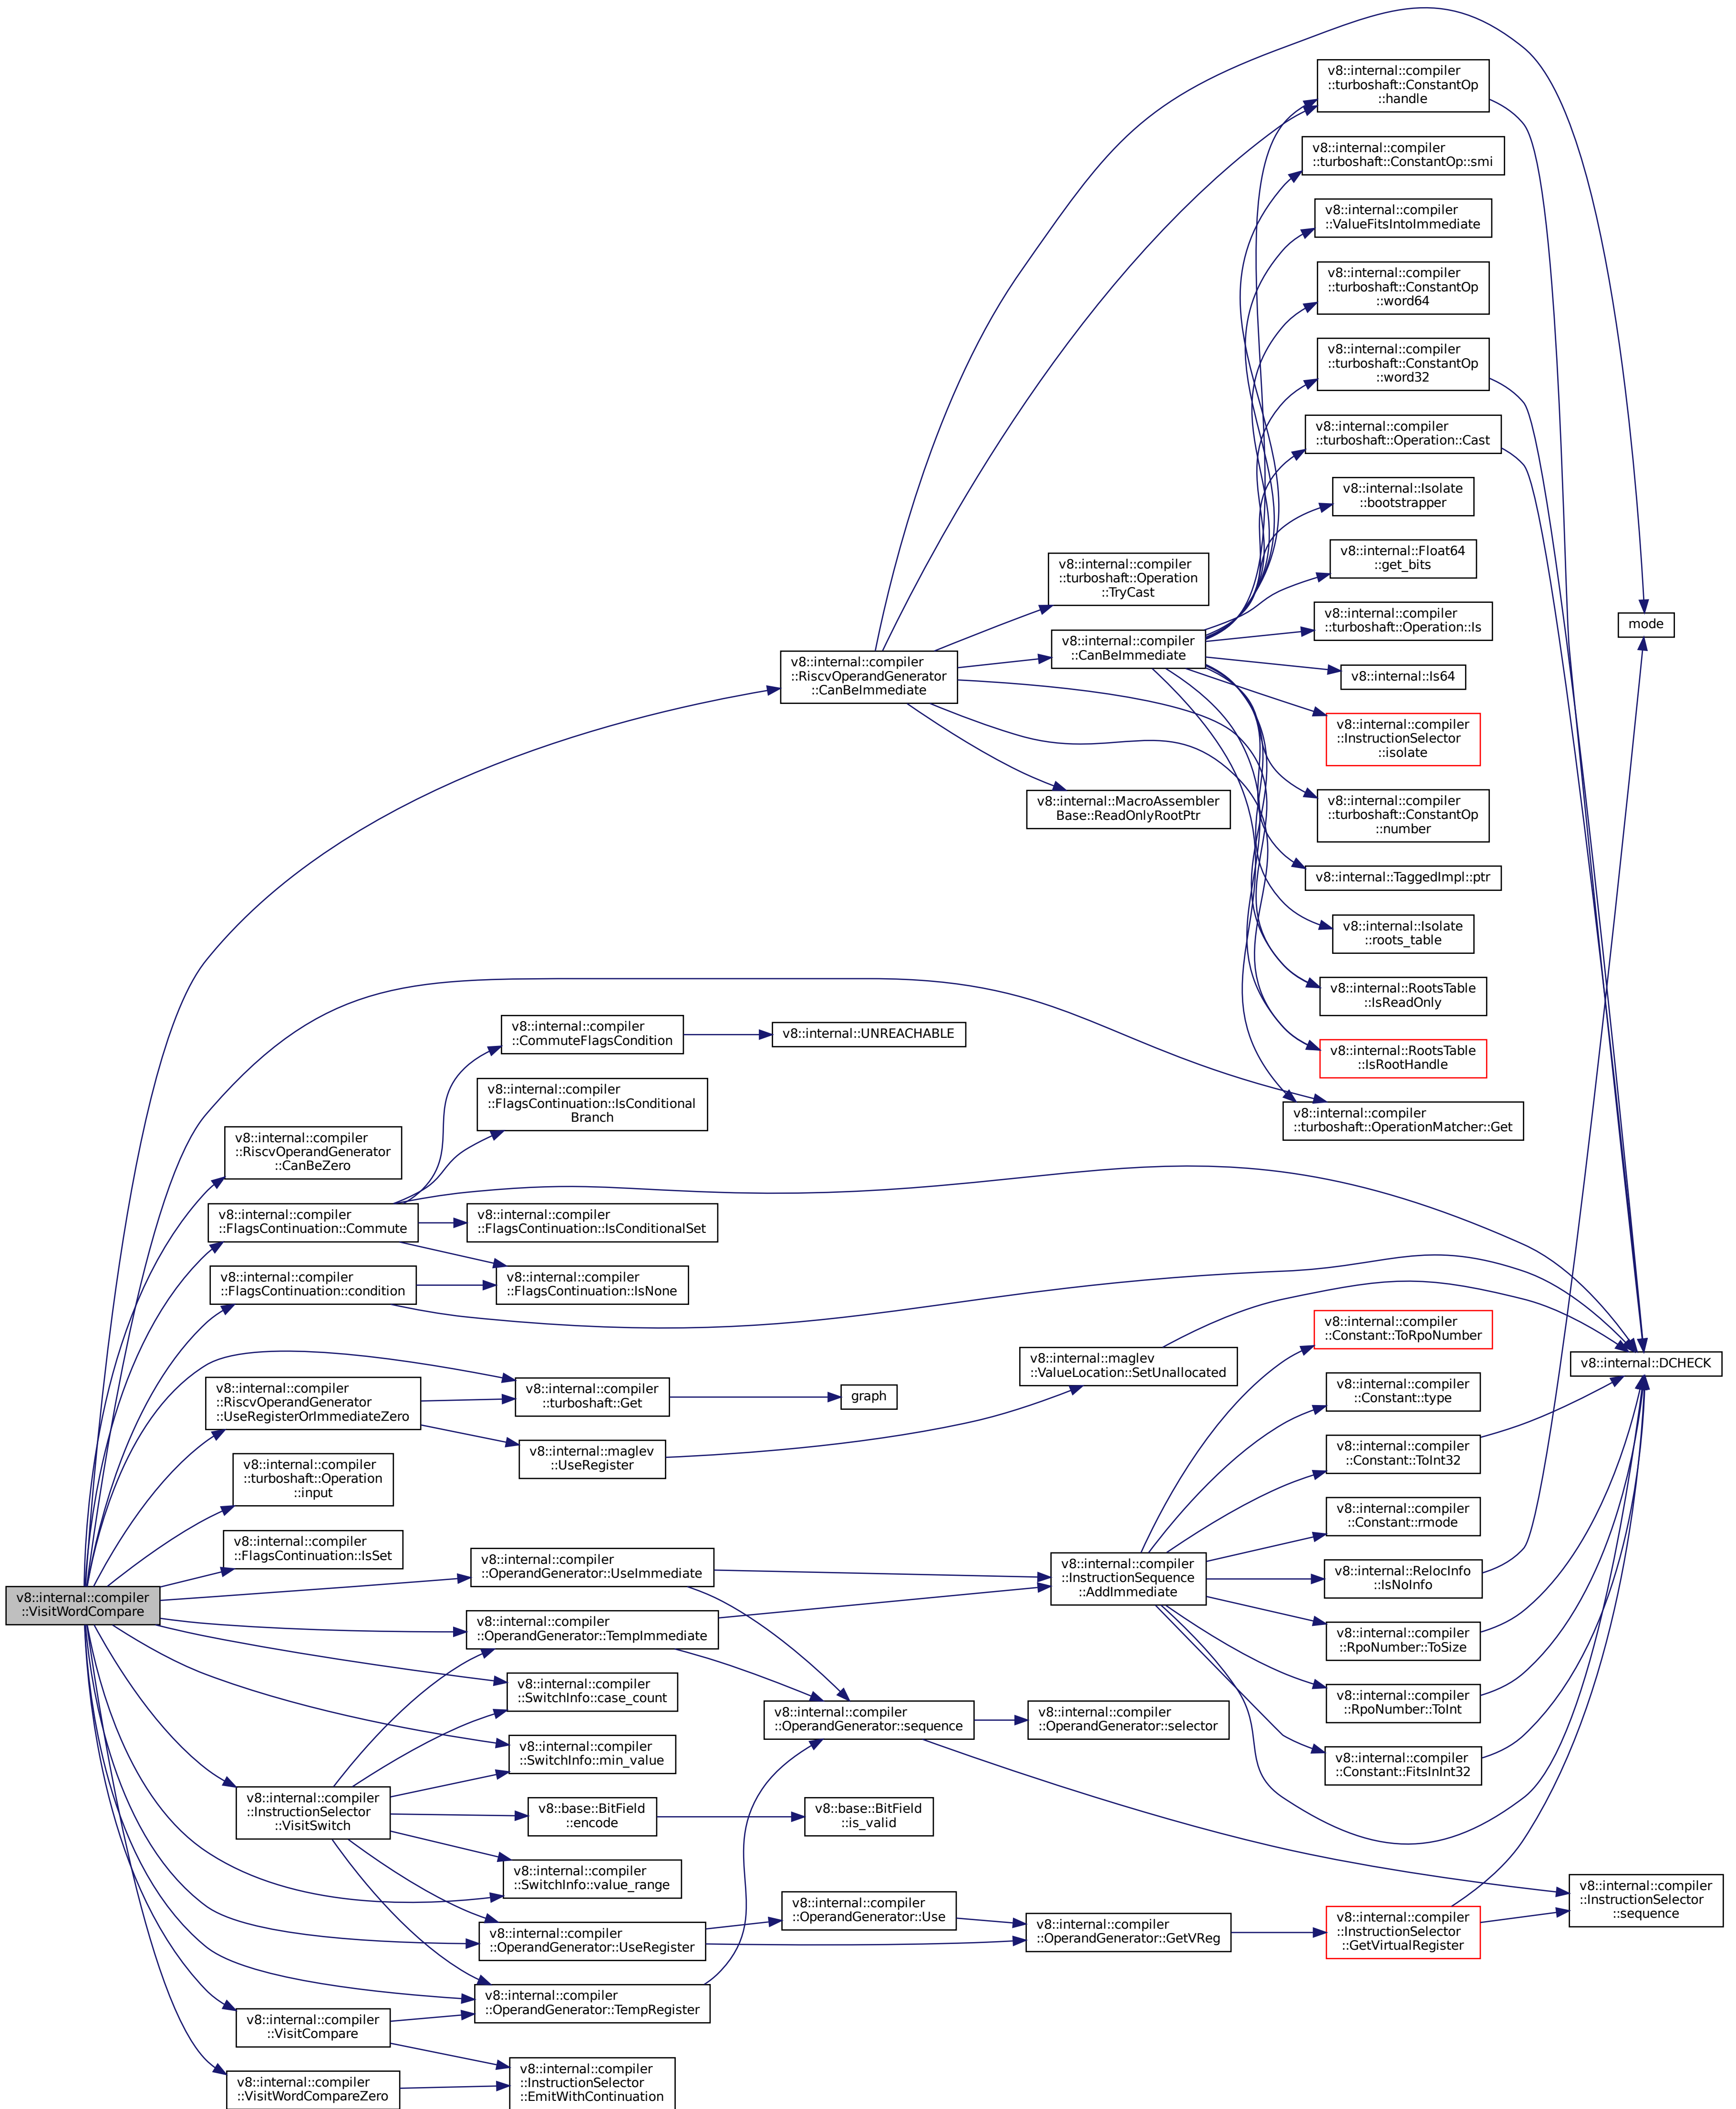 v8::internal::compiler
::turboshaft::ConstantOp
::handle
v8::internal::compiler
::turboshaft::ConstantOp::smi
v8::internal::compiler
::ValueFitsIntoImmediate
v8::internal::compiler
::turboshaft::ConstantOp
::word64
v8::internal::compiler
::turboshaft::ConstantOp
::word32
v8::internal::compiler
::turboshaft::Operation::Cast
v8::internal::Isolate
::bootstrapper
v8::internal::Float64
::get_bits
v8::internal::compiler
::turboshaft::Operation
::TryCast
v8::internal::compiler
::turboshaft::Operation::Is
mode
v8::internal::compiler
::CanBeImmediate
v8::internal::compiler
::RiscvOperandGenerator
::CanBeImmediate
v8::internal::Is64
v8::internal::compiler
::InstructionSelector
::isolate
v8::internal::MacroAssembler
Base::ReadOnlyRootPtr
v8::internal::compiler
::turboshaft::ConstantOp
::number
v8::internal::TaggedImpl::ptr
v8::internal::Isolate
::roots_table
v8::internal::RootsTable
::IsReadOnly
v8::internal::compiler
::CommuteFlagsCondition
v8::internal::UNREACHABLE
v8::internal::RootsTable
::IsRootHandle
v8::internal::compiler
::FlagsContinuation::IsConditional
Branch
v8::internal::compiler
::turboshaft::OperationMatcher::Get
v8::internal::compiler
::RiscvOperandGenerator
::CanBeZero
v8::internal::compiler
::FlagsContinuation::Commute
v8::internal::compiler
::FlagsContinuation::IsConditionalSet
v8::internal::compiler
::FlagsContinuation::condition
v8::internal::compiler
::FlagsContinuation::IsNone
v8::internal::compiler
::Constant::ToRpoNumber
v8::internal::maglev
::ValueLocation::SetUnallocated
v8::internal::DCHECK
v8::internal::compiler
::RiscvOperandGenerator
::UseRegisterOrImmediateZero
v8::internal::compiler
::turboshaft::Get
graph
v8::internal::compiler
::Constant::type
v8::internal::maglev
::UseRegister
v8::internal::compiler
::Constant::ToInt32
v8::internal::compiler
::turboshaft::Operation
::input
v8::internal::compiler
::Constant::rmode
v8::internal::compiler
::FlagsContinuation::IsSet
v8::internal::compiler
::OperandGenerator::UseImmediate
v8::internal::compiler
::InstructionSequence
::AddImmediate
v8::internal::RelocInfo
::IsNoInfo
v8::internal::compiler
::VisitWordCompare
v8::internal::compiler
::OperandGenerator::TempImmediate
v8::internal::compiler
::RpoNumber::ToSize
v8::internal::compiler
::SwitchInfo::case_count
v8::internal::compiler
::RpoNumber::ToInt
v8::internal::compiler
::OperandGenerator::sequence
v8::internal::compiler
::OperandGenerator::selector
v8::internal::compiler
::SwitchInfo::min_value
v8::internal::compiler
::Constant::FitsInInt32
v8::internal::compiler
::InstructionSelector
::VisitSwitch
v8::base::BitField
::encode
v8::base::BitField
::is_valid
v8::internal::compiler
::SwitchInfo::value_range
v8::internal::compiler
::InstructionSelector
::sequence
v8::internal::compiler
::OperandGenerator::Use
v8::internal::compiler
::OperandGenerator::UseRegister
v8::internal::compiler
::OperandGenerator::GetVReg
v8::internal::compiler
::InstructionSelector
::GetVirtualRegister
v8::internal::compiler
::OperandGenerator::TempRegister
v8::internal::compiler
::VisitCompare
v8::internal::compiler
::VisitWordCompareZero
v8::internal::compiler
::InstructionSelector
::EmitWithContinuation